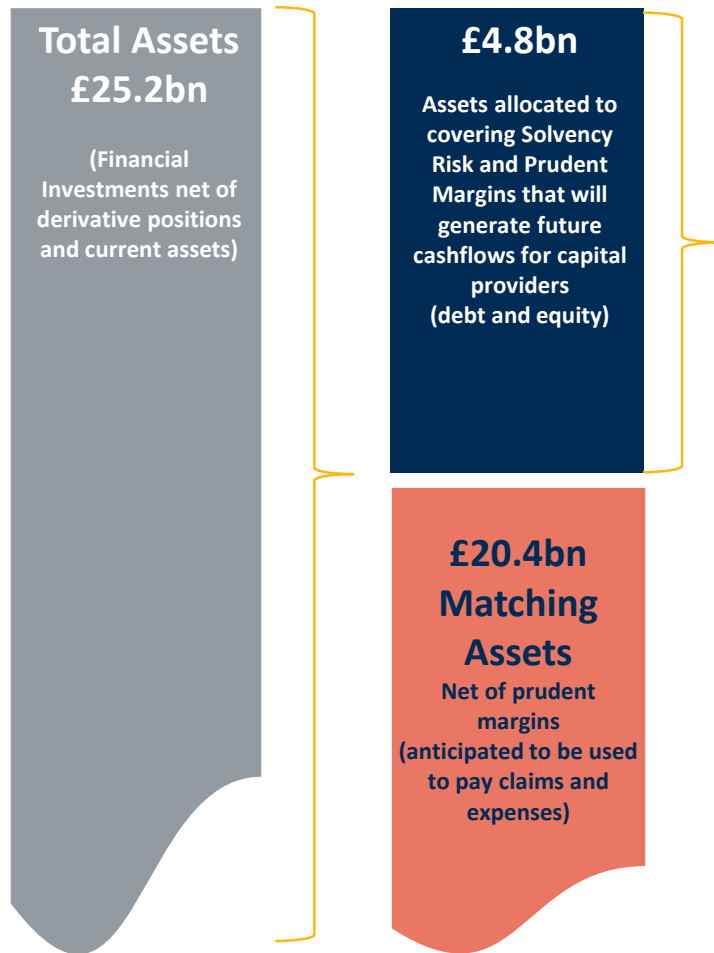 Total Assets
£25.2bn
(Financial
Investments net of
derivative positions
and current assets)
£4.8bn
Assets allocated to
covering Solvency
Risk and Prudent
Margins that will
generate future
cashflows for capital
providers
(debt and equity)
£20.4bn
Matching
Assets
Net of prudent
margins
(anticipated to be used
to pay claims and
expenses)